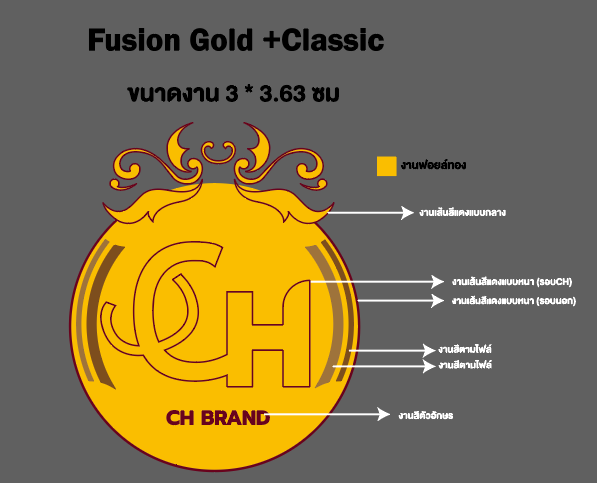 Fusion Gold +Classic
ขนาดงาน 3 * 3.63 ซม
งานฟอยล์ทอง
งานเส้นสีแดงแบบกลาง
งานเส้นสีแดงแบบหนา (รอบCH)
งานเส้นสีแดงแบบหนา (รอบนอก)
งานสีตามไฟล์
งานสีตามไฟล์
CH
CH BRAND
งานสีตัวอักษร